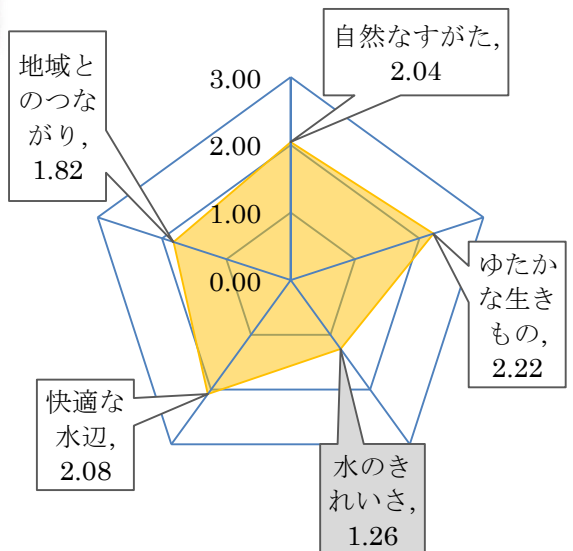 自然なすがた,
2.04
地域と
のつな
がり,
1.82
3.00
2.00
1.00
0.00
ゆたか
な生き
もの,
2.22
快適な
水辺,
2.08
水のき
れいさ,
1.26